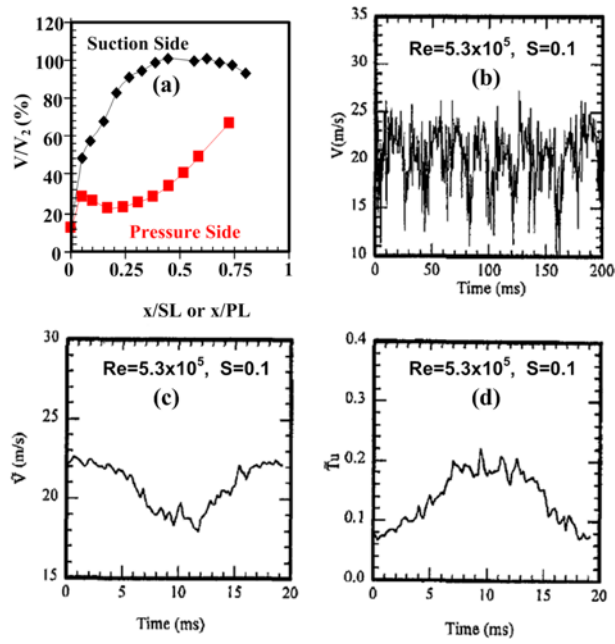 120
100
80
60
40
20
0
V/V₂ (%)
Suction Side
(a)
Pressure Side
0 0.25 0.50 0.75 1
x/SL or x/PL
35
30
25
20
15
10
V(m/s)
Re=5.3x10⁵, S=0.1
(b)
0 50 100 150 200
Time (ms)
30
26
22
19
15
Ṽ (m/s)
Re=5.3x10⁵, S=0.1
(c)
0 5 10 15 20
Time (ms)
0.4
0.3
0.2
0.1
0.0
T̃u
Re=5.3x10⁵, S=0.1
(d)
0 5 10 15 20
Time (ms)